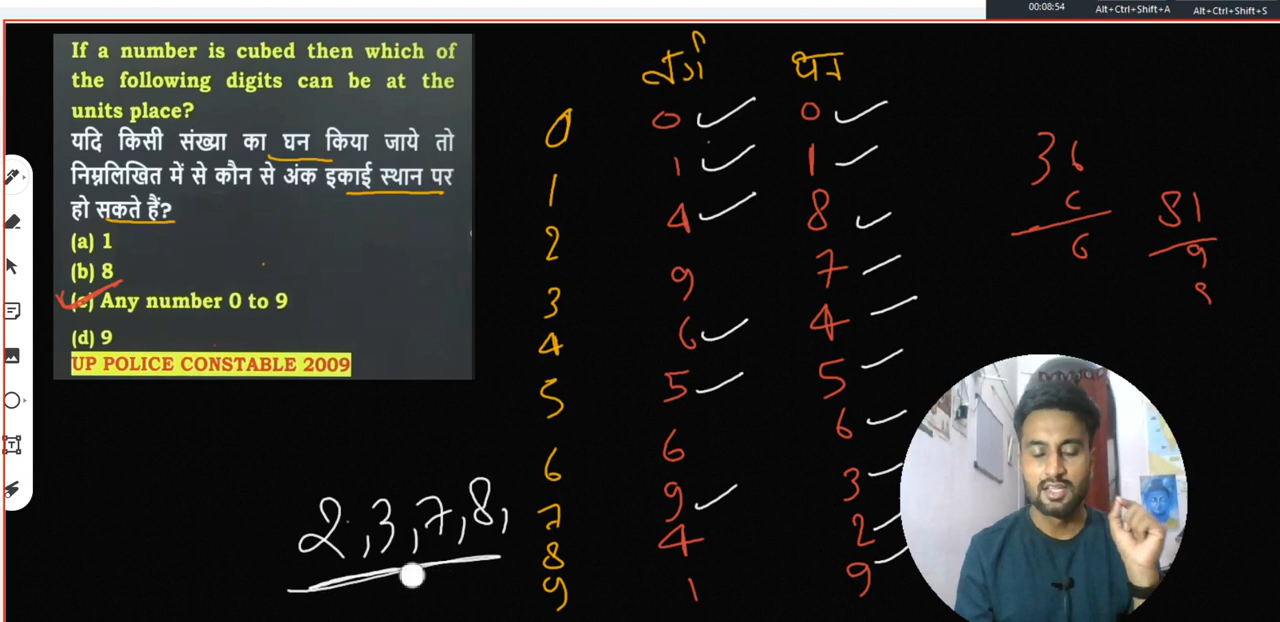 00:08:54 Alt+Ctrl+Shift+A Alt+Ctrl+Shift+S
If a number is cubed then which of
the following digits can be at the
units place?
यदि किसी संख्या का घन किया जाये तो
निम्नलिखित में से कौन से अंक इकाई स्थान पर
हो सकते हैं?
(a) 1
(b) 8
(c) Any number 0 to 9
(d) 9
UP POLICE CONSTABLE 2009
वर्ग घन
0 0 0
1 1 1
2 4 8
3 9 7
4 6 4
5 5 5
6 6 6
7 9 3
8 4 2
9 1 9
2,3,7,8,
36
6
81
9
9